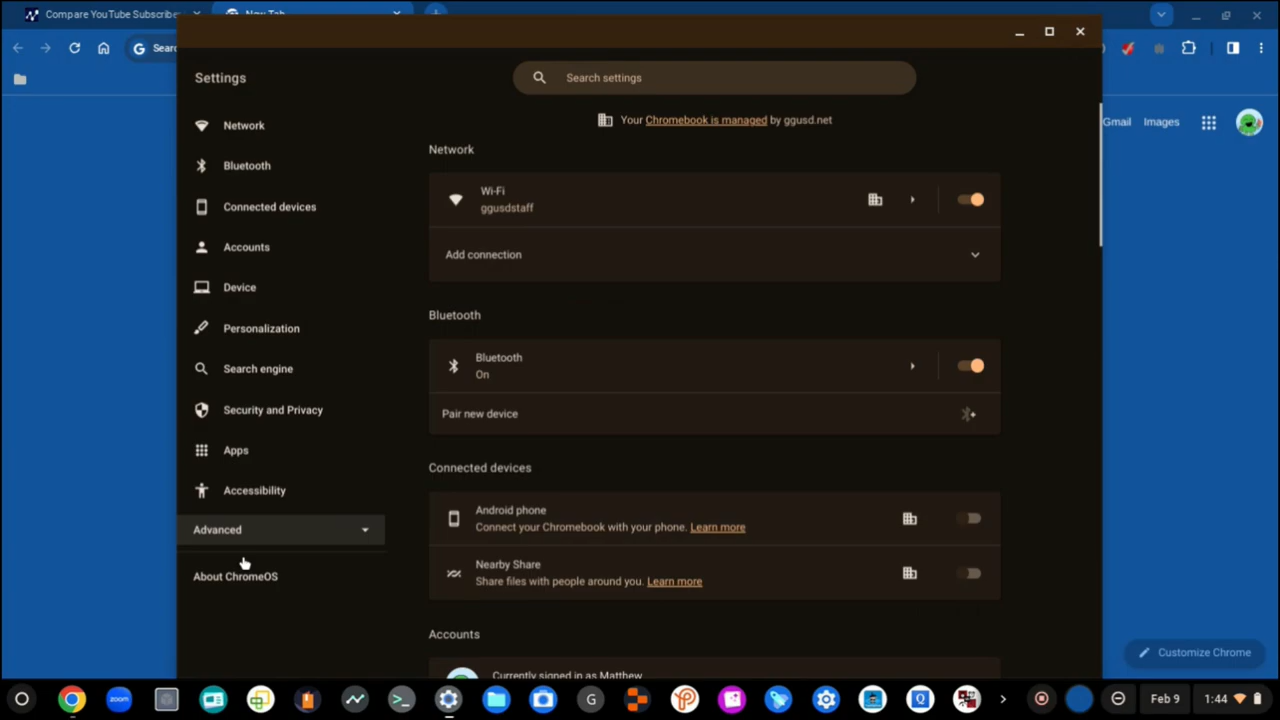 Compare YouTube Subscribe
New Tab
Sear
Settings
Search settings
Your Chromebook is managed by ggusd.net
Gmail
Images
Network
Bluetooth
Connected devices
Accounts
Device
Personalization
Search engine
Security and Privacy
Apps
Accessibility
Advanced
About ChromeOS
Network
Wi-Fi
ggusdstaff
Add connection
Bluetooth
Bluetooth
On
Pair new device
Connected devices
Android phone
Connect your Chromebook with your phone. Learn more
Nearby Share
Share files with people around you. Learn more
Accounts
Currently signed in as Matthew
Customize Chrome
zoom
G
Q
Feb 9
1:44